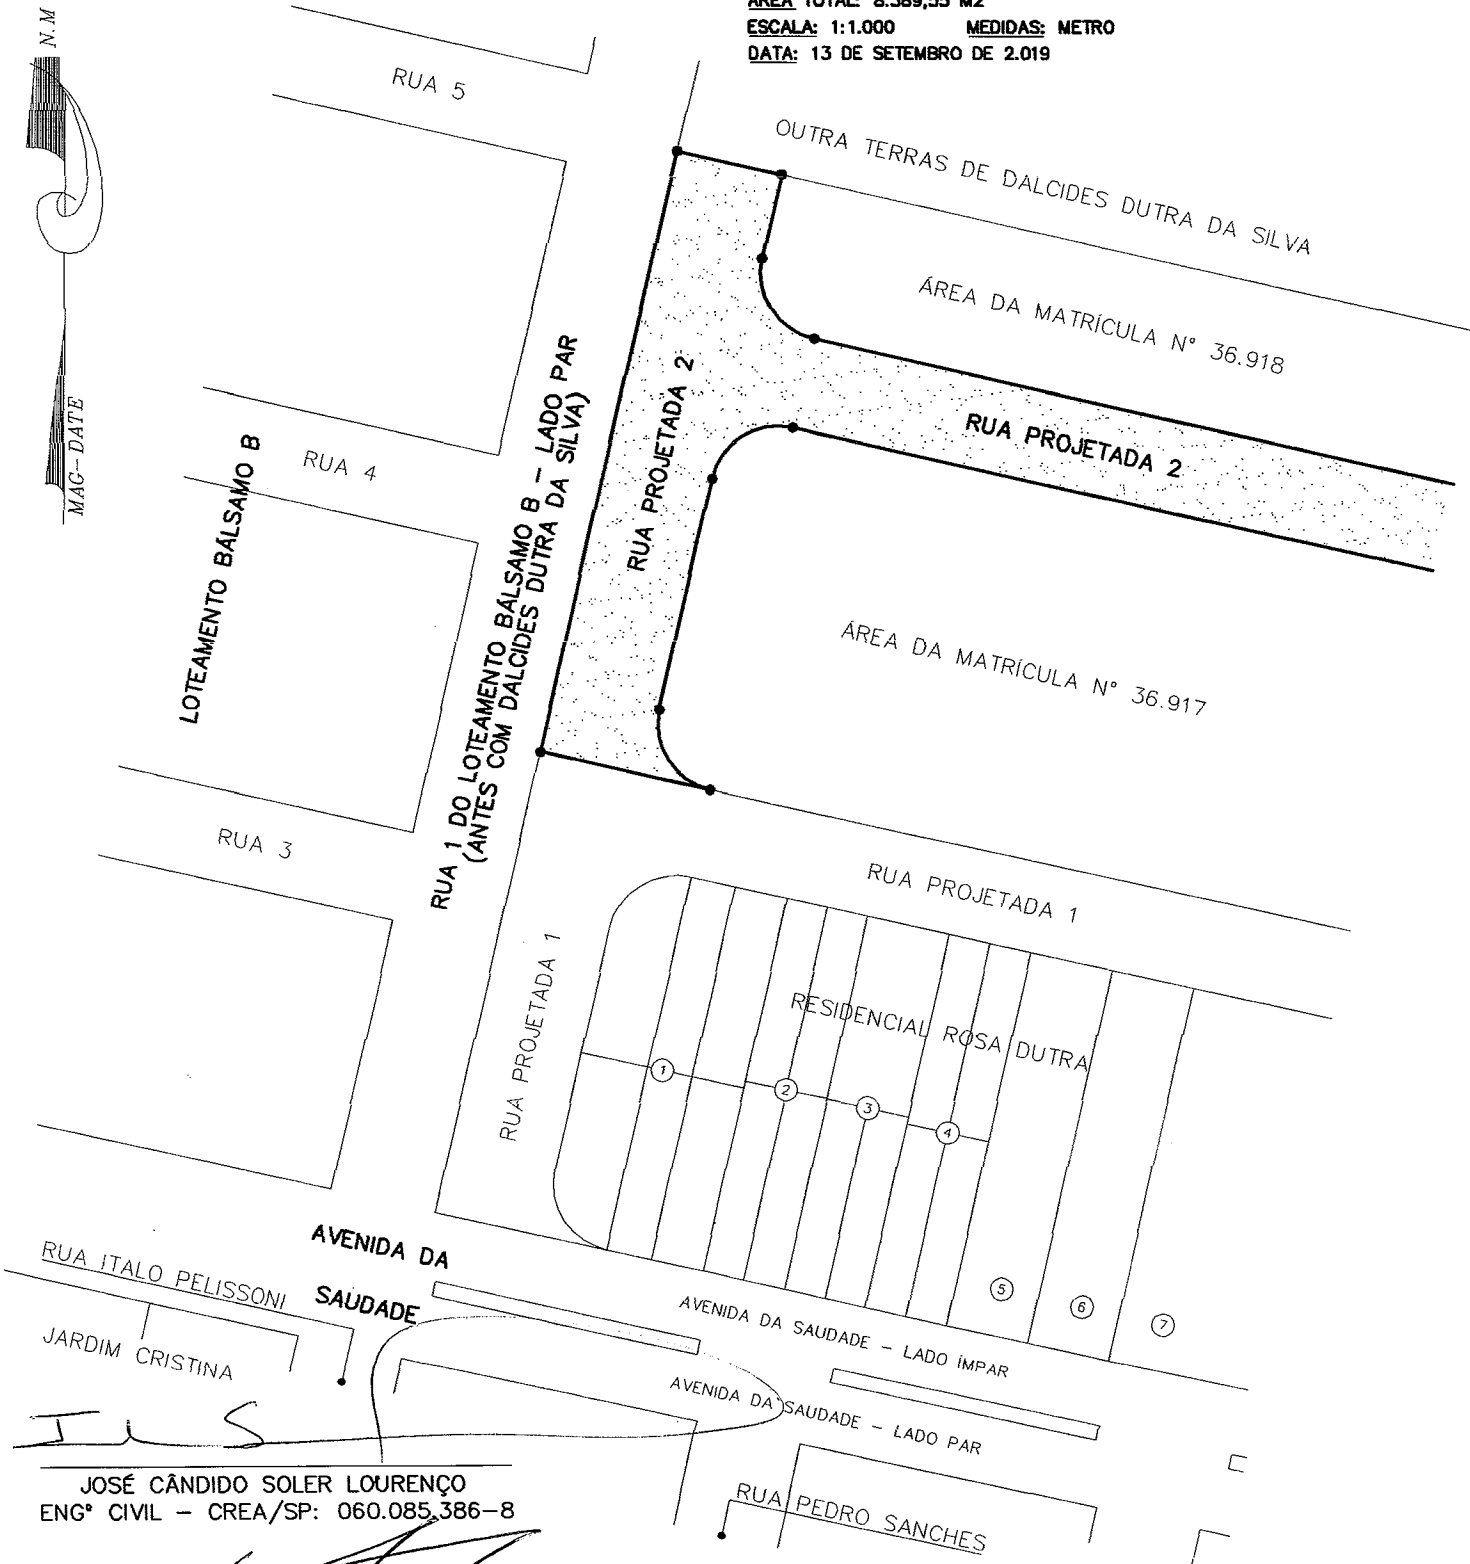 ÁREA TOTAL: 8.389,55 M2
ESCALA: 1:1.000 MEDIDAS: METRO
DATA: 13 DE SETEMBRO DE 2.019
N.M
MAG-DATE
RUA 5
OUTRA TERRAS DE DALCIDES DUTRA DA SILVA
ÁREA DA MATRÍCULA N° 36.918
RUA PROJETADA 2
RUA PROJETADA 2
RUA 4
LOTEAMENTO BÁLSAMO B
RUA 1 DO LOTEAMENTO BÁLSAMO B - LADO PAR
(ANTES COM DALCIDES DUTRA DA SILVA)
ÁREA DA MATRÍCULA N° 36.917
RUA 3
RUA PROJETADA 1
RUA PROJETADA 1
RESIDENCIAL ROSA DUTRA
1
2
3
4
5
6
7
AVENIDA DA
SAUDADE
RUA ITALO PELISSONI
JARDIM CRISTINA
AVENIDA DA SAUDADE - LADO ÍMPAR
AVENIDA DA SAUDADE - LADO PAR
RUA PEDRO SANCHES
JOSÉ CÂNDIDO SOLER LOURENÇO
ENG° CIVIL - CREA/SP: 060.085.386-8